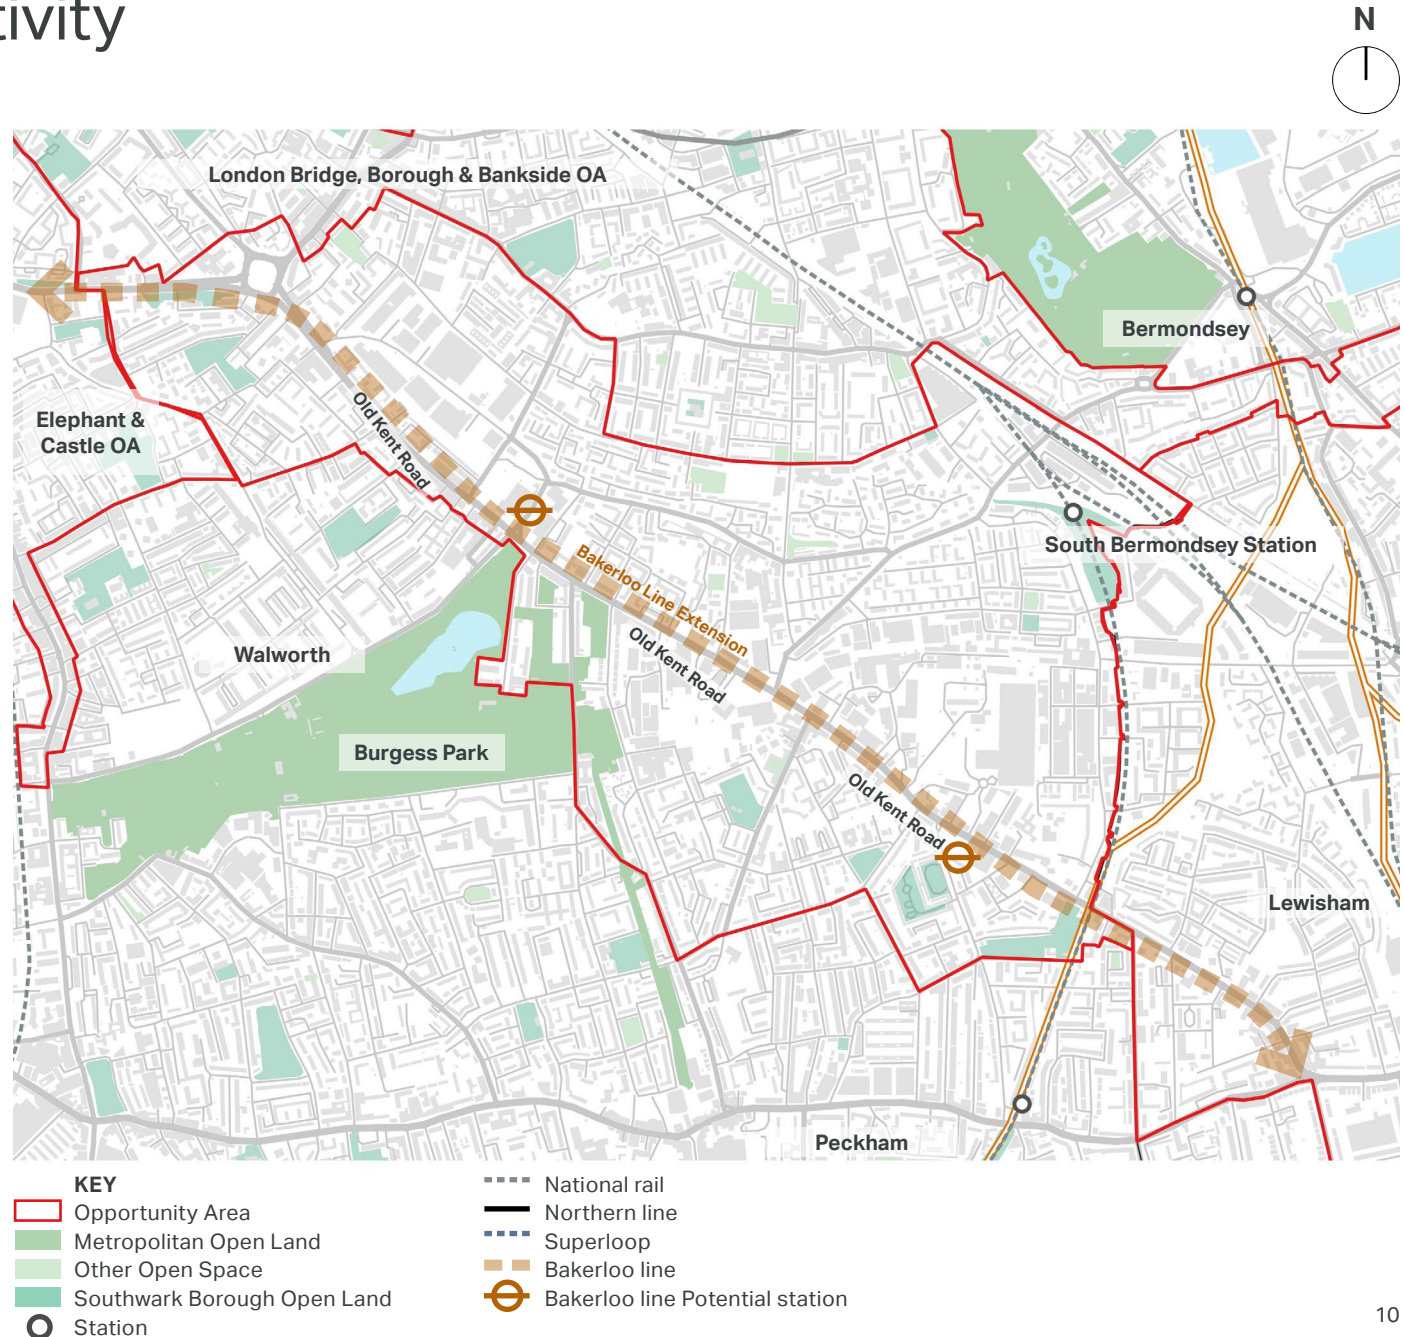 tivity
N
London Bridge, Borough & Bankside OA
Bermondsey
Elephant &
Castle OA
Old Kent Road
South Bermondsey Station
Bakerloo Line Extension
Old Kent Road
Walworth
Burgess Park
Old Kent Road
Lewisham
Peckham
KEY
Opportunity Area
Metropolitan Open Land
Other Open Space
Southwark Borough Open Land
Station
National rail
Northern line
Superloop
Bakerloo line
Bakerloo line Potential station
10